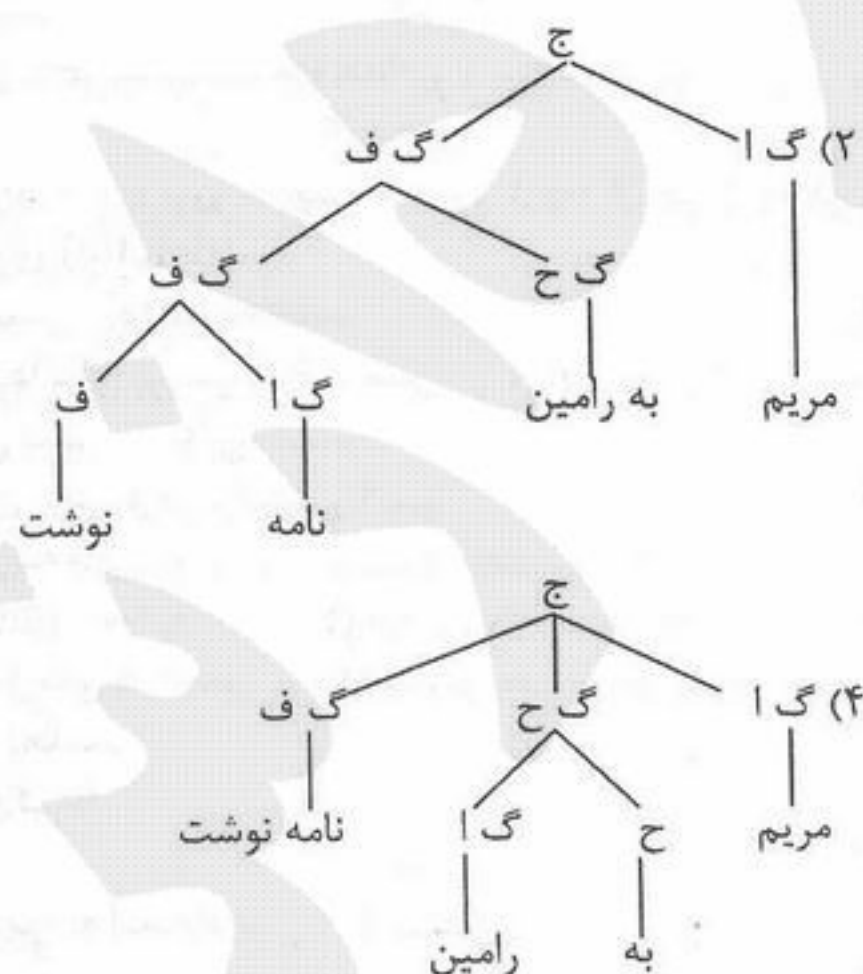 ج
۲) گ ا گ ف
گ ح گ ف
مریم به رامین گ ا ف
نامه نوشت
ج
۴) گ ا گ ح گ ف
مریم ح گ ا نامه نوشت
به رامین